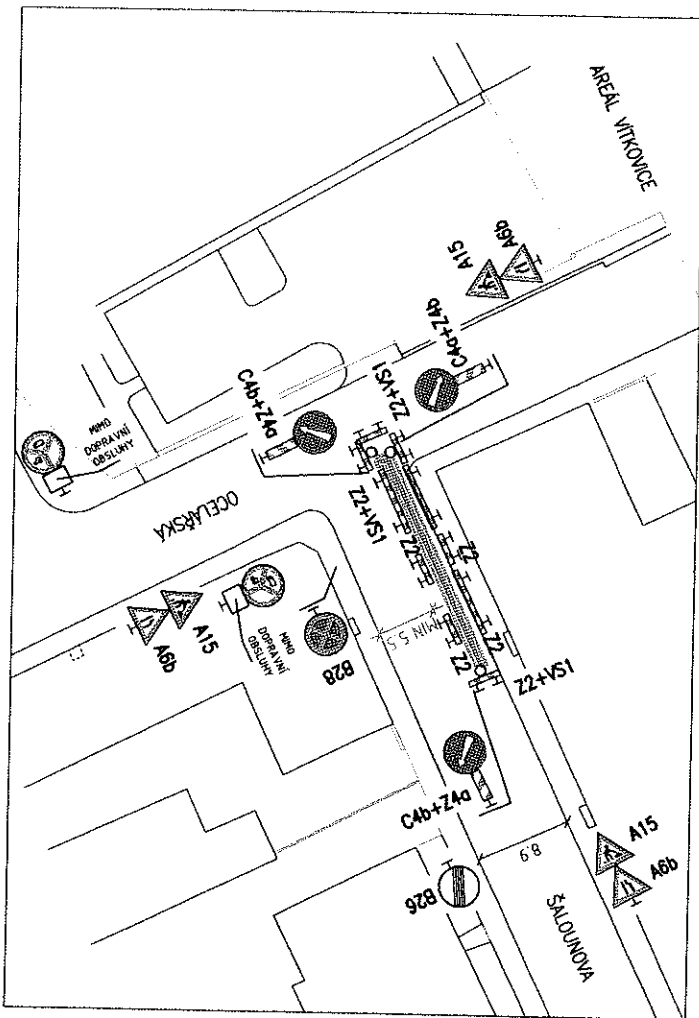 AREÁL VÍTKOVICE
A6b
A15
C4a+Z4b
Z2+VS1
C4b+Z4a
MIMO
DOPRAVNÍ
OBSLUHY
OCELÁŘSKÁ
Z2+VS1
Z2
Z2
Z2
Z2
Z2+VS1
MIN 5.5
A15
A6b
MIMO
DOPRAVNÍ
OBSLUHY
B28
C4b+Z4a
B26
8.9
ŠALOUNOVA
A15
A6b